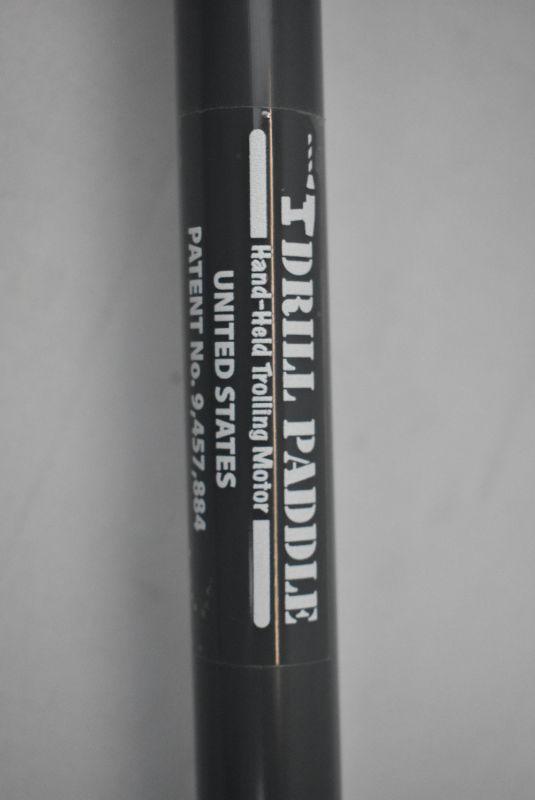 DRILL PADDLE
Hand-Held Trolling Motor
UNITED STATES
PATENT No. 9,457,884